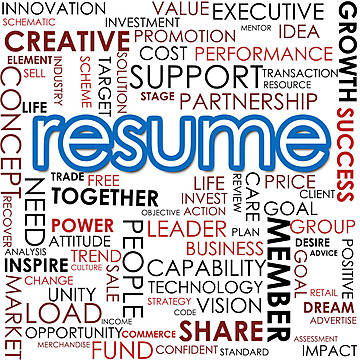 INNOVATION
SCHEMATIC
INVESTMENT
VALUE
EXECUTIVE
MENTOR
IDEA
CREATIVE
PROMOTION
COST
PERFORMANCE
ELEMENT
SELL
INDUSTRY
SCHEME
TARGET
SOLUTION
SUPPORT
TRANSACTION
RESOURCE
STAGE
PARTNERSHIP
GROWTH
SUCCESS
CONCEPT
LIFE
resume
TRADE
FREE
TOGETHER
NEED
RECOVER
POWER
ATTITUDE
OBJECTIVE
LIFE
INVEST
ACTION
REVIEW
CARE
PRICE
CLIENT
GOAL
LEADER
PLAN
BUSINESS
MEMBER
GROUP
DESIRE
ADVICE
POSITIVE
ANALYSIS
INSPIRE
TREND
CULTURE
SALE
PEOPLE
CAPABILITY
TECHNOLOGY
GOAL
CHANGE
UNITY
MARKET
LOAD
INCOME
STRATEGY
CODE
VISION
RETAIL
DREAM
ADVERTISE
OPPORTUNITY
COMMERCE
SHARE
MERCHANDISE
FUND
CONFIDENT
STANDARD
ASSESSMENT
IMPACT